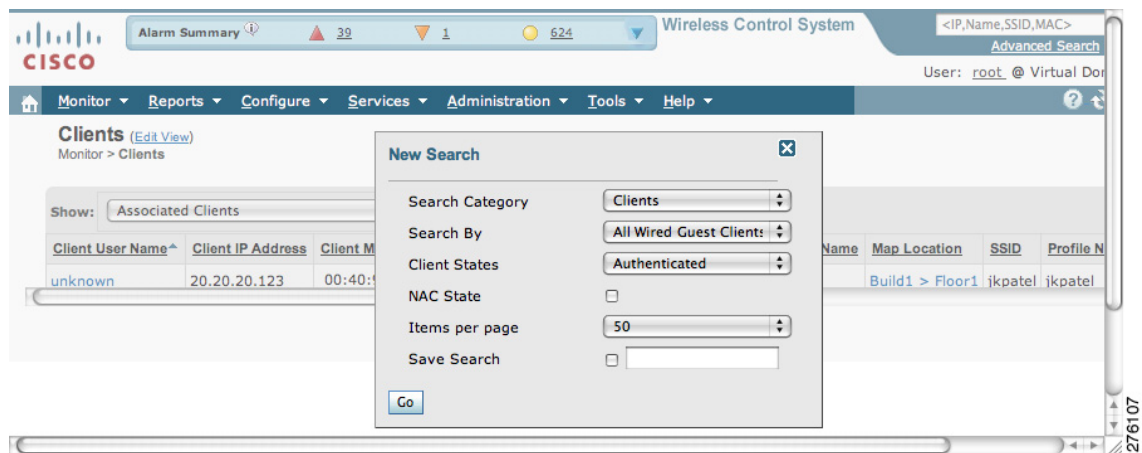 Alarm Summary 39 1 624
Wireless Control System
<IP,Name,SSID,MAC>
Advanced Search
CISCO
User: root @ Virtual Dor
Monitor Reports Configure Services Administration Tools Help
Clients (Edit View)
Monitor > Clients
New Search
Search Category Clients
Search By All Wired Guest Clients
Client States Authenticated
NAC State
Items per page 50
Save Search
Go
Show: Associated Clients
Client User Name Client IP Address Client M Name Map Location SSID Profile N
unknown 20.20.20.123 00:40: Build1 > Floor1 jkpatel jkpatel
276107